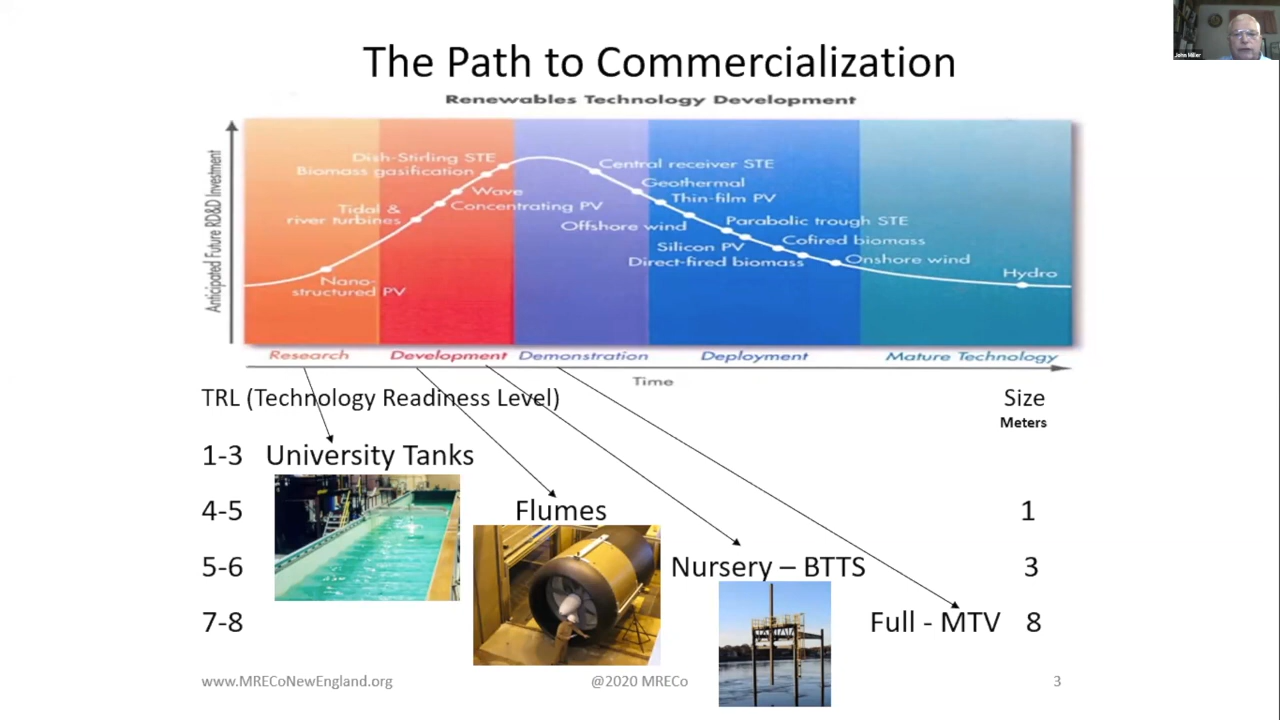 John Miller
The Path to Commercialization
Renewables Technology Development
Anticipated Future RD&D Investment
Dish-Stirling STE
Biomass gasification
Wave
Concentrating PV
Tidal &
river turbines
Nano-
structured PV
Central receiver STE
Geothermal
Thin-film PV
Offshore wind
Parabolic trough STE
Silicon PV
Cofired biomass
Direct-fired biomass
Onshore wind
Hydro
Research Development Demonstration Deployment Mature Technology
Time
TRL (Technology Readiness Level) Size
Meters
1-3 University Tanks
4-5 Flumes 1
5-6 Nursery – BTTS 3
7-8 Full - MTV 8
www.MRECoNewEngland.org @2020 MRECo 3